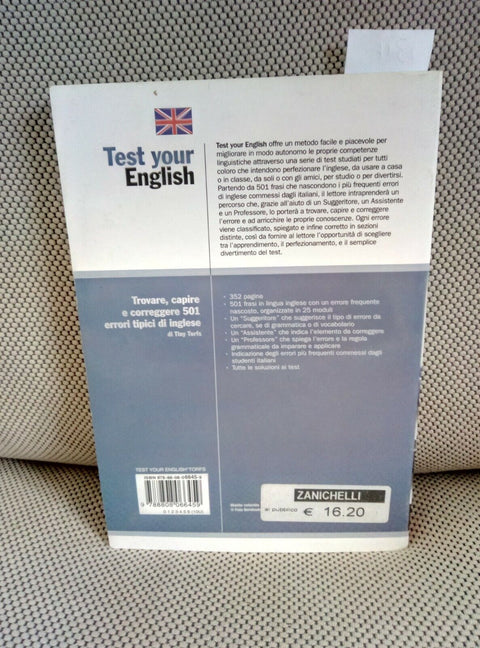 Test your
English
Test your English offre un metodo facile e piacevole per
migliorare in modo autonomo le proprie competenze
linguistiche attraverso una serie di test studiati per tutti
coloro che intendono perfezionare l'inglese, da usare a casa
o in classe, da soli o con gli amici, per studio o per divertirsi.
Partendo da 501 frasi che nascondono i più frequenti errori
di inglese commessi dagli italiani, il lettore intraprenderà un
percorso che, grazie all'aiuto di un Suggeritore, un Assistente
e un Professore, lo porterà a trovare, capire e correggere
l'errore e ad arricchire le proprie conoscenze. Ogni errore
viene classificato, spiegato e infine corretto in sezioni
distinte, così da fornire al lettore l'opportunità di scegliere
tra l'apprendimento, il perfezionamento, e il semplice
divertimento del test.
Trovare, capire
e correggere 501
errori tipici di inglese
di Tiny Torfs
• 352 pagine
• 501 frasi in lingua inglese con un errore frequente
nascosto, organizzate in 25 moduli
• Un "Suggeritore" che suggerisce il tipo di errore da
cercare, se di grammatica o di vocabolario
• Un "Assistente" che indica l'elemento da correggere
• Un "Professore" che spiega l'errore e la regola
grammaticale da imparare e applicare
• Indicazione degli errori più frequenti commessi dagli
studenti italiani
• Tutte le soluzioni ai test
TEST YOUR ENGLISH*TORFS
9 788808 066459
ZANICHELLI
al pubblico € 16.20